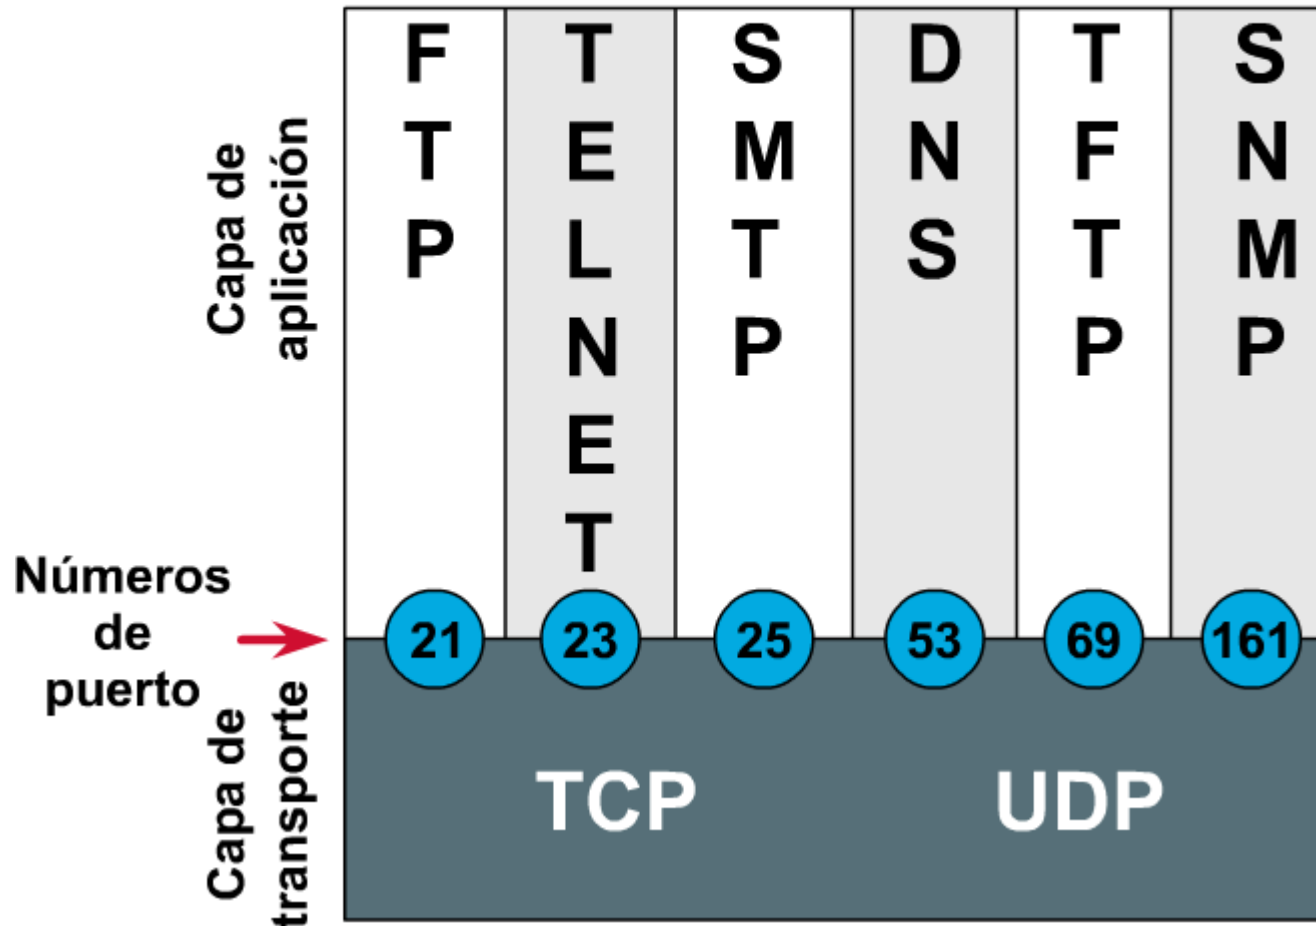 Capa de
aplicación
FTP
TELNET
SMTP
DNS
TFTP
SNMP
Números
de
puerto
21
23
25
53
69
161
Capa de
transporte
TCP
UDP